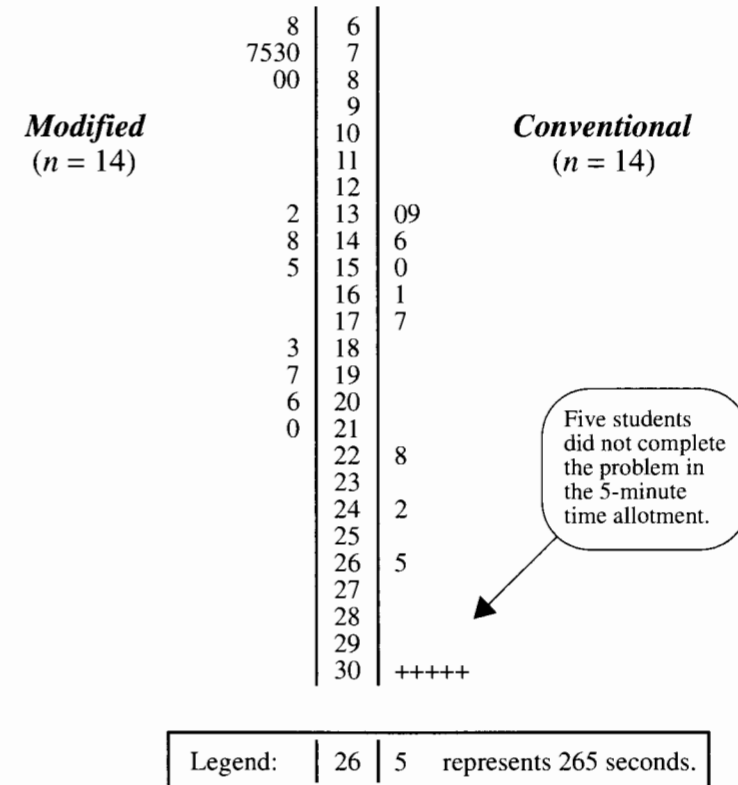 8 | 6 |
7530 | 7 |
00 | 8 |
| 9 |
Modified | 10 | Conventional
(n = 14) | 11 | (n = 14)
| 12 |
2 | 13 | 09
8 | 14 | 6
5 | 15 | 0
| 16 | 1
| 17 | 7
3 | 18 |
7 | 19 |
6 | 20 |
0 | 21 |
| 22 | 8
| 23 |
| 24 | 2
| 25 |
| 26 | 5
| 27 |
| 28 |
| 29 |
| 30 | +++++
Five students
did not complete
the problem in
the 5-minute
time allotment.
Legend: | 26 | 5 represents 265 seconds.